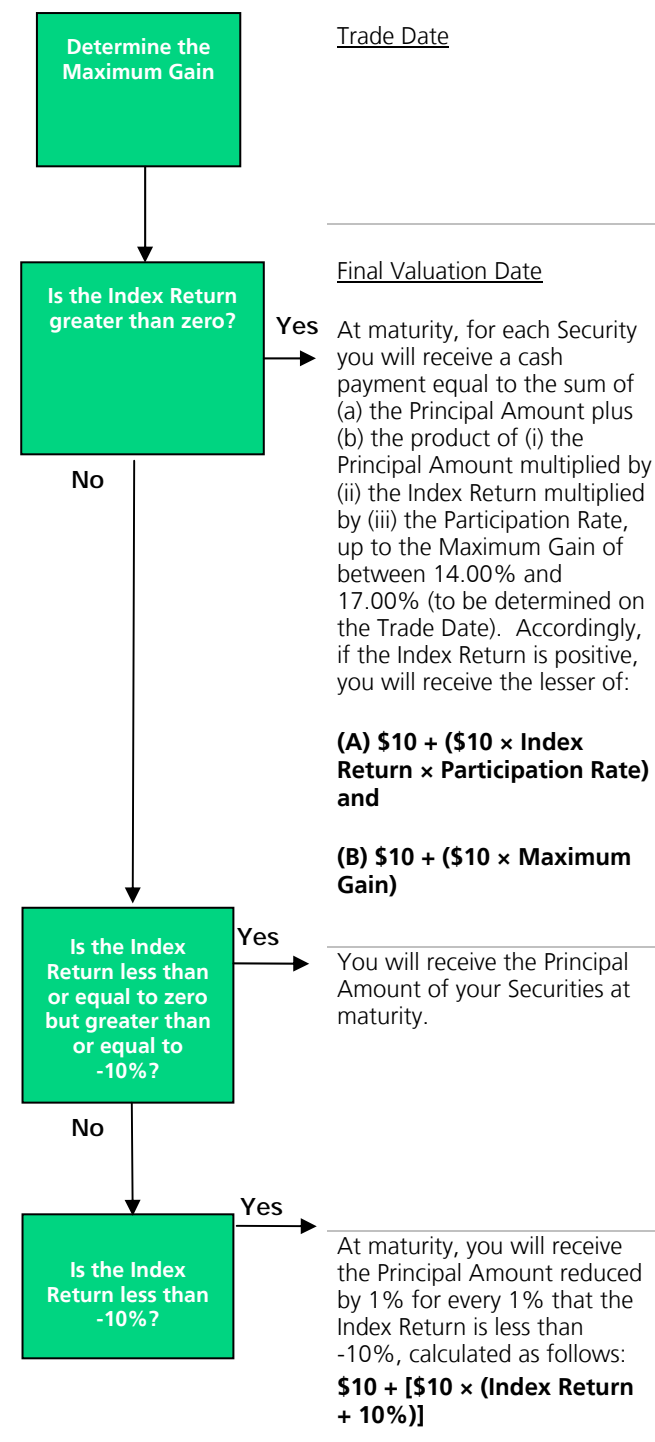 Determine the
Maximum Gain
Trade Date
Is the Index Return
greater than zero?
Yes
No
Final Valuation Date
At maturity, for each Security
you will receive a cash
payment equal to the sum of
(a) the Principal Amount plus
(b) the product of (i) the
Principal Amount multiplied by
(ii) the Index Return multiplied
by (iii) the Participation Rate,
up to the Maximum Gain of
between 14.00% and
17.00% (to be determined on
the Trade Date).  Accordingly,
if the Index Return is positive,
you will receive the lesser of:
(A) $10 + ($10 × Index
Return × Participation Rate)
and
(B) $10 + ($10 × Maximum
Gain)
Is the Index
Return less than
or equal to zero
but greater than
or equal to
-10%?
Yes
No
You will receive the Principal
Amount of your Securities at
maturity.
Is the Index
Return less than
-10%?
Yes
At maturity, you will receive
the Principal Amount reduced
by 1% for every 1% that the
Index Return is less than
-10%, calculated as follows:
$10 + [$10 × (Index Return
+ 10%)]